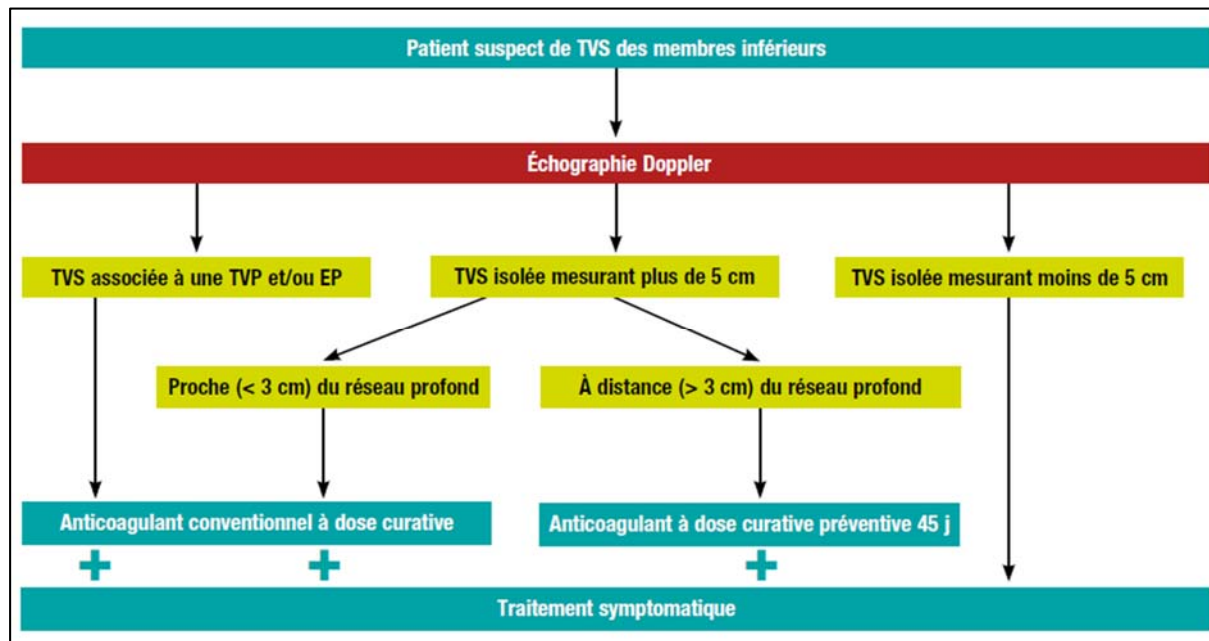 Patient suspect de TVS des membres inférieurs
Échographie Doppler
TVS associée à une TVP et/ou EP
TVS isolée mesurant plus de 5 cm
TVS isolée mesurant moins de 5 cm
Proche (< 3 cm) du réseau profond
À distance (> 3 cm) du réseau profond
Anticoagulant conventionnel à dose curative
Anticoagulant à dose curative préventive 45 j
+ + +
Traitement symptomatique